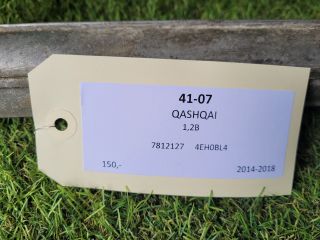 41-07
QASHQAI
1,2B
7812127 4EH0BL4
150,- 2014-2018